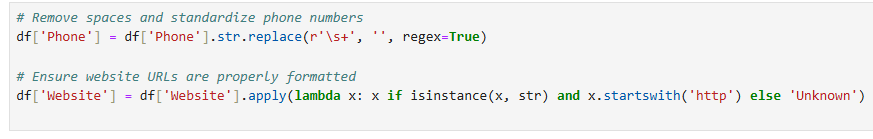 # Remove spaces and standardize phone numbers
df['Phone'] = df['Phone'].str.replace(r'\s+', '', regex=True)
# Ensure website URLs are properly formatted
df['Website'] = df['Website'].apply(lambda x: x if isinstance(x, str) and x.startswith('http') else 'Unknown')